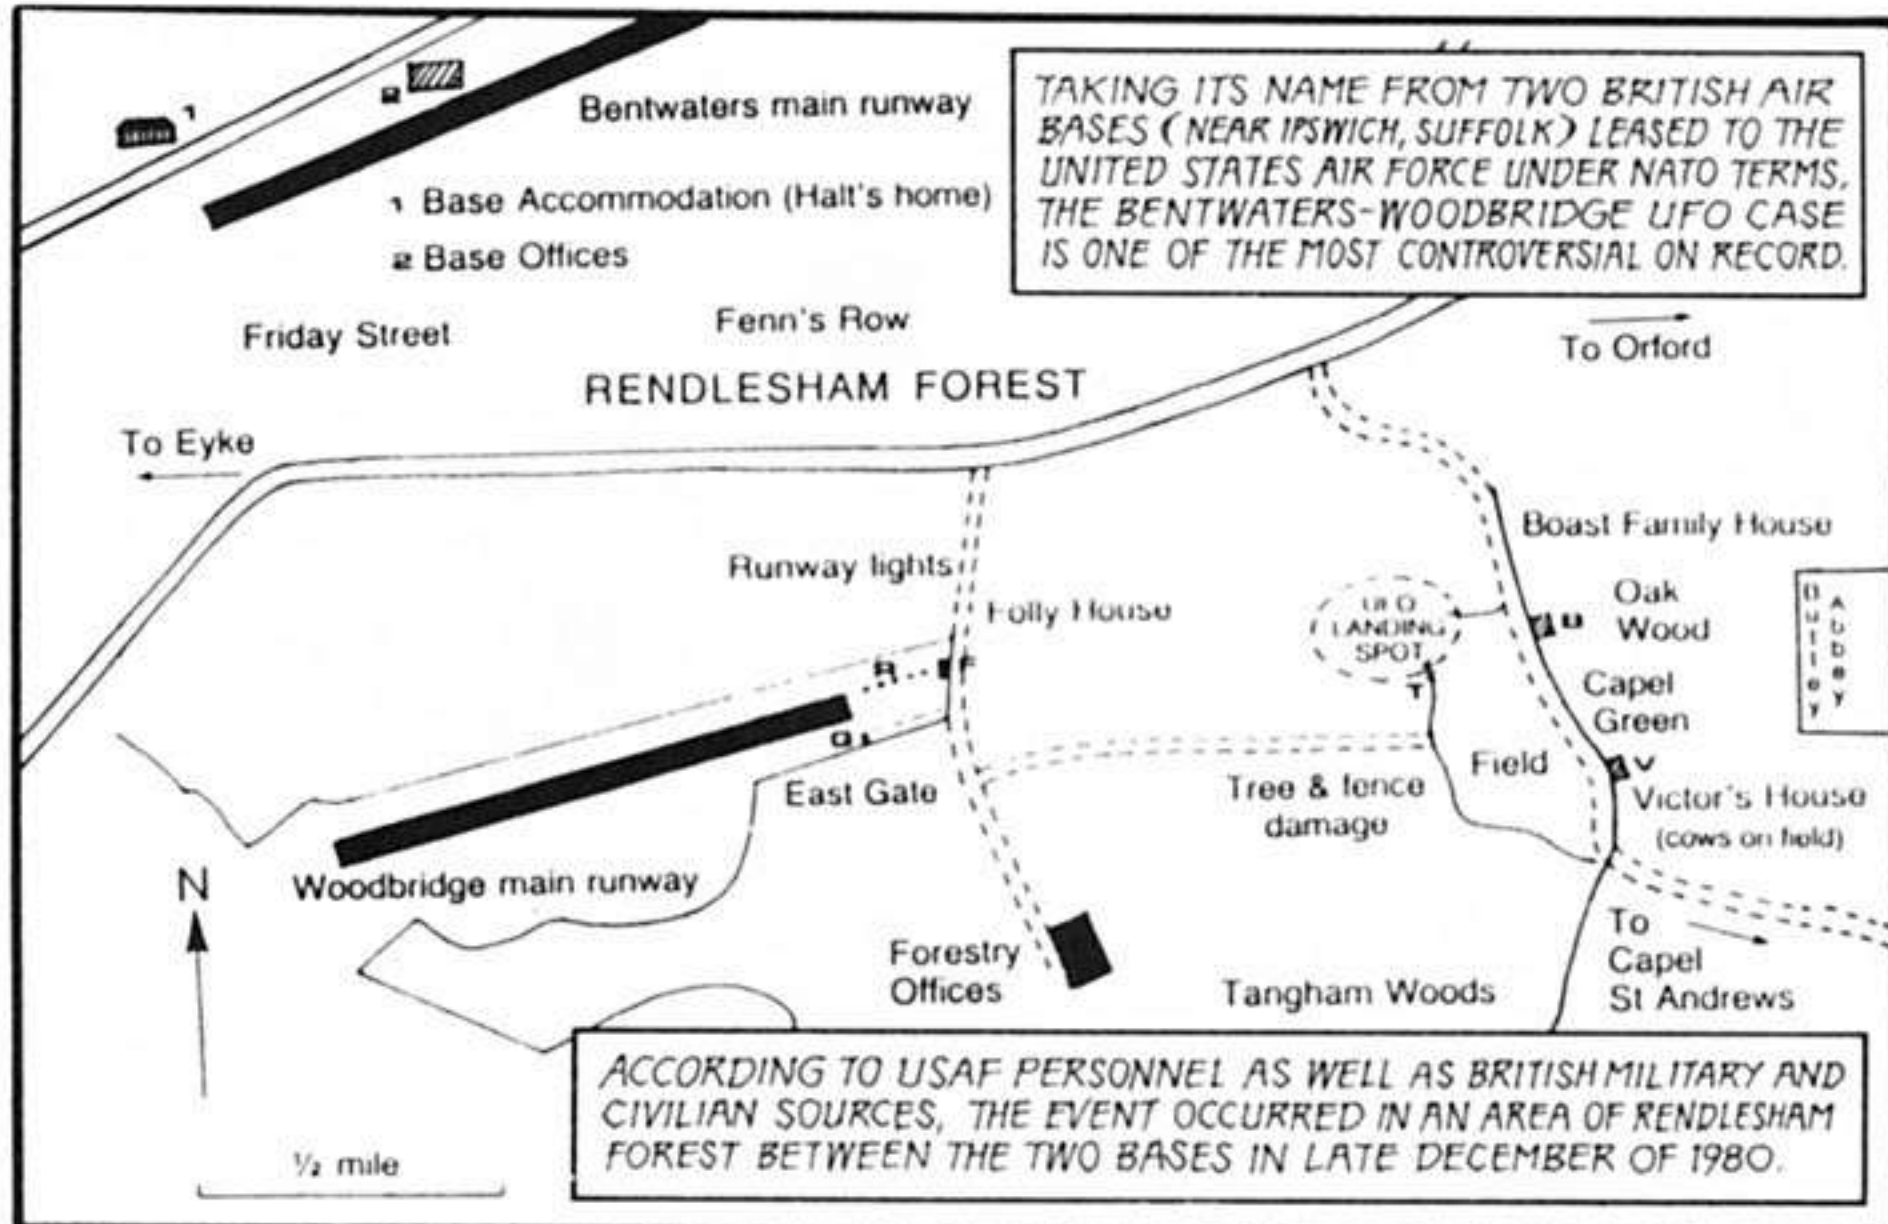 TAKING ITS NAME FROM TWO BRITISH AIR
BASES (NEAR IPSWICH, SUFFOLK) LEASED TO THE
UNITED STATES AIR FORCE UNDER NATO TERMS,
THE BENTWATERS-WOODBRIDGE UFO CASE
IS ONE OF THE MOST CONTROVERSIAL ON RECORD.
1
2
Bentwaters main runway
1 Base Accommodation (Halt's home)
2 Base Offices
Friday Street
Fenn's Row
To Orford
RENDLESHAM FOREST
To Eyke
Boast Family House
Runway lights
Folly House
UFO
LANDING
SPOT
Oak
Wood
B
Butley
Abbey
R
F
T
Capel
Green
G
East Gate
Field
V
Tree & fence
damage
Victor's House
(cows on field)
N
Woodbridge main runway
Forestry
Offices
Tangham Woods
To
Capel
St Andrews
½ mile
ACCORDING TO USAF PERSONNEL AS WELL AS BRITISH MILITARY AND
CIVILIAN SOURCES, THE EVENT OCCURRED IN AN AREA OF RENDLESHAM
FOREST BETWEEN THE TWO BASES IN LATE DECEMBER OF 1980.